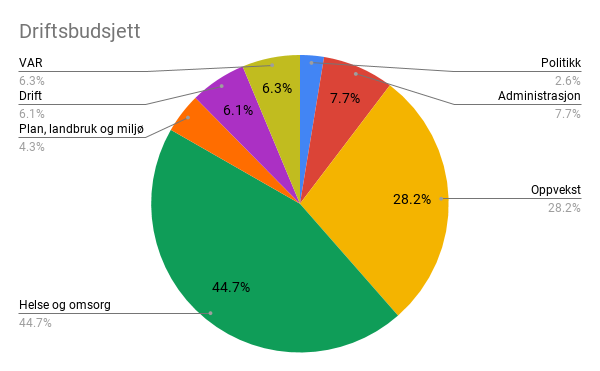 Driftsbudsjett
VAR
6.3%
Drift
6.1%
Plan, landbruk og miljø
4.3%
Helse og omsorg
44.7%
Politikk
2.6%
Administrasjon
7.7%
Oppvekst
28.2%
6.3%
7.7%
6.1%
28.2%
44.7%